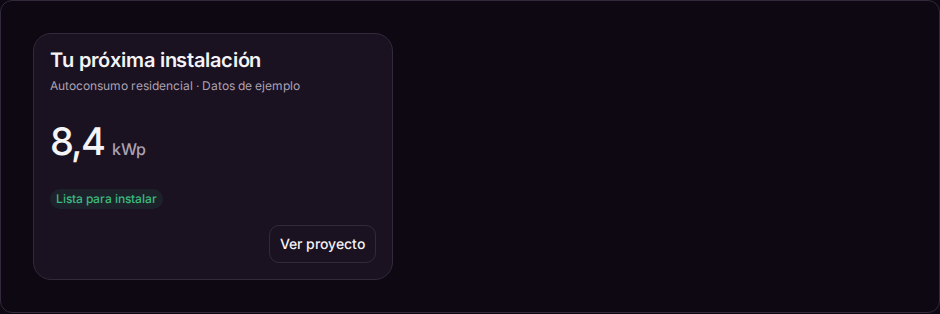 Tu próxima instalación
Autoconsumo residencial · Datos de ejemplo
8,4 kWp
Lista para instalar
Ver proyecto